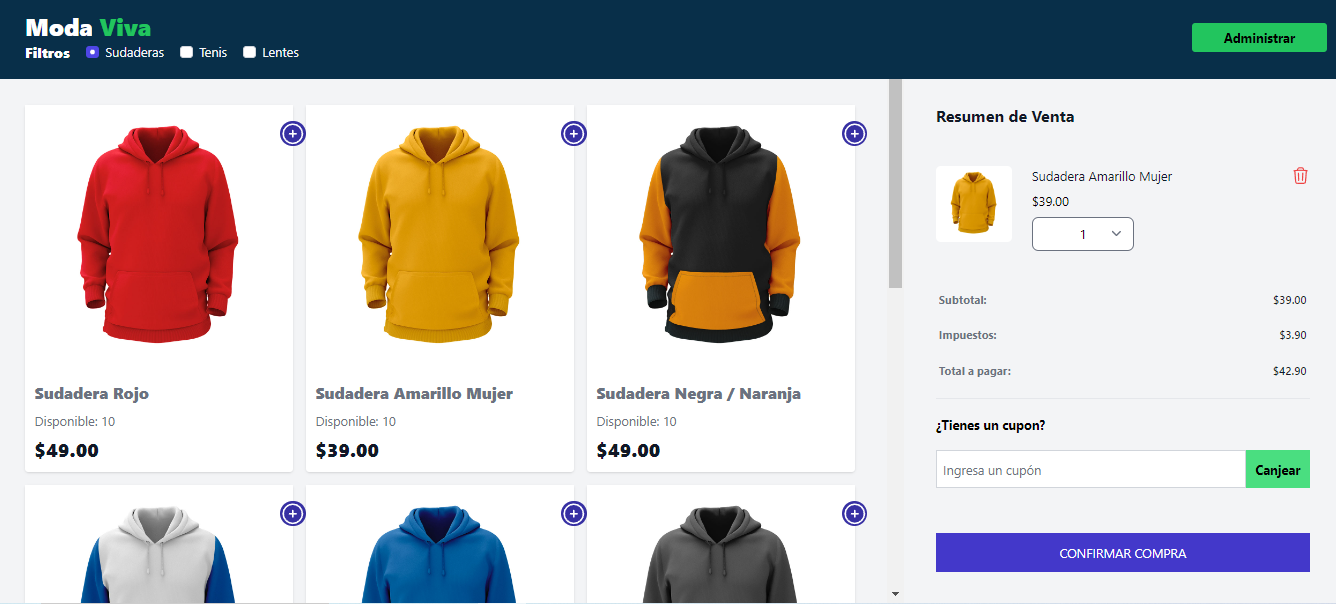 Moda Viva
Filtros Sudaderas Tenis Lentes
Administrar
Sudadera Rojo
Disponible: 10
$49.00
Sudadera Amarillo Mujer
Disponible: 10
$39.00
Sudadera Negra / Naranja
Disponible: 10
$49.00
Resumen de Venta
Sudadera Amarillo Mujer
$39.00
1
Subtotal: $39.00
Impuestos: $3.90
Total a pagar: $42.90
¿Tienes un cupon?
Ingresa un cupón Canjear
CONFIRMAR COMPRA